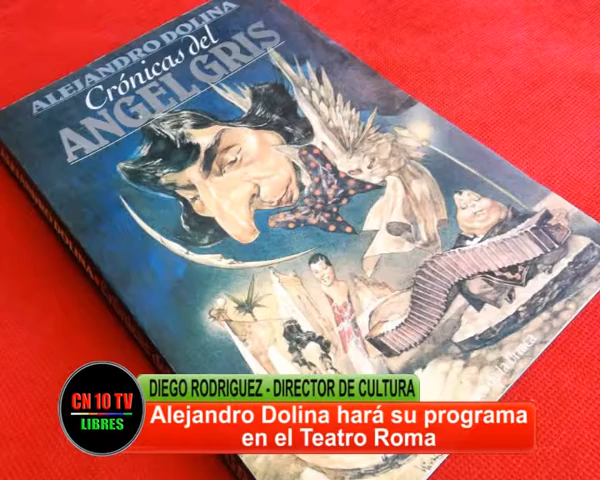 ALEJANDRO DOLINA
Crónicas del
ANGEL GRIS
CN 10 TV
LIBRES
DIEGO RODRIGUEZ - DIRECTOR DE CULTURA
Alejandro Dolina hará su programa
en el Teatro Roma